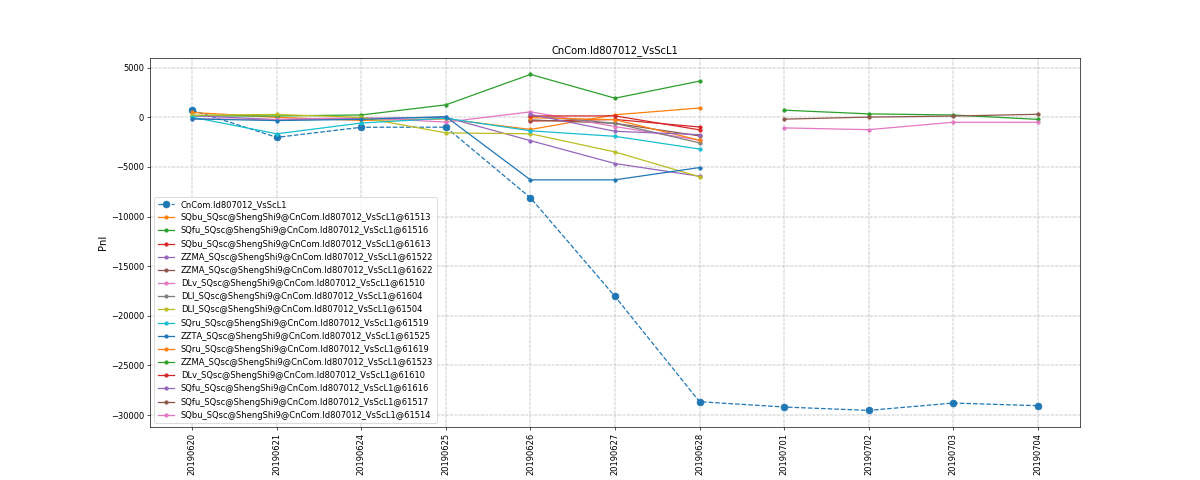 CnCom.Id807012_VsScL1
5000
0
−5000
−10000
−15000
−20000
−25000
−30000
Pnl
CnCom.Id807012_VsScL1
SQbu_SQsc@ShengShi9@CnCom.Id807012_VsScL1@61513
SQfu_SQsc@ShengShi9@CnCom.Id807012_VsScL1@61516
SQbu_SQsc@ShengShi9@CnCom.Id807012_VsScL1@61613
ZZMA_SQsc@ShengShi9@CnCom.Id807012_VsScL1@61522
ZZMA_SQsc@ShengShi9@CnCom.Id807012_VsScL1@61622
DLv_SQsc@ShengShi9@CnCom.Id807012_VsScL1@61510
DLl_SQsc@ShengShi9@CnCom.Id807012_VsScL1@61604
DLl_SQsc@ShengShi9@CnCom.Id807012_VsScL1@61504
SQru_SQsc@ShengShi9@CnCom.Id807012_VsScL1@61519
ZZTA_SQsc@ShengShi9@CnCom.Id807012_VsScL1@61525
SQru_SQsc@ShengShi9@CnCom.Id807012_VsScL1@61619
ZZMA_SQsc@ShengShi9@CnCom.Id807012_VsScL1@61523
DLv_SQsc@ShengShi9@CnCom.Id807012_VsScL1@61610
SQfu_SQsc@ShengShi9@CnCom.Id807012_VsScL1@61616
SQfu_SQsc@ShengShi9@CnCom.Id807012_VsScL1@61517
SQbu_SQsc@ShengShi9@CnCom.Id807012_VsScL1@61514
20190620
20190621
20190624
20190625
20190626
20190627
20190628
20190701
20190702
20190703
20190704